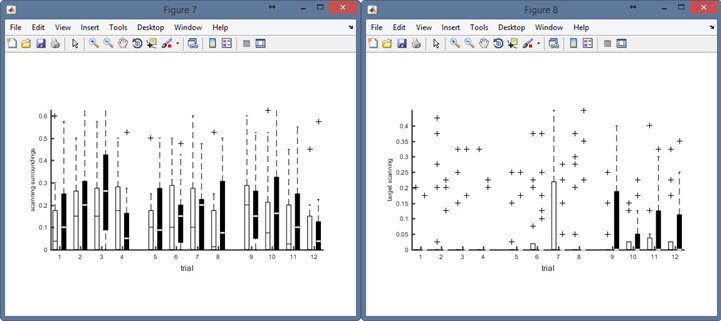 Figure 7
File Edit View Insert Tools Desktop Window Help
0.6
0.5
0.4
0.3
0.2
0.1
0
scanning surroundings
1 2 3 4 5 6 7 8 9 10 11 12
trial
Figure 8
File Edit View Insert Tools Desktop Window Help
0.4
0.35
0.3
0.25
0.2
0.15
0.1
0.05
0
target scanning
1 2 3 4 5 6 7 8 9 10 11 12
trial